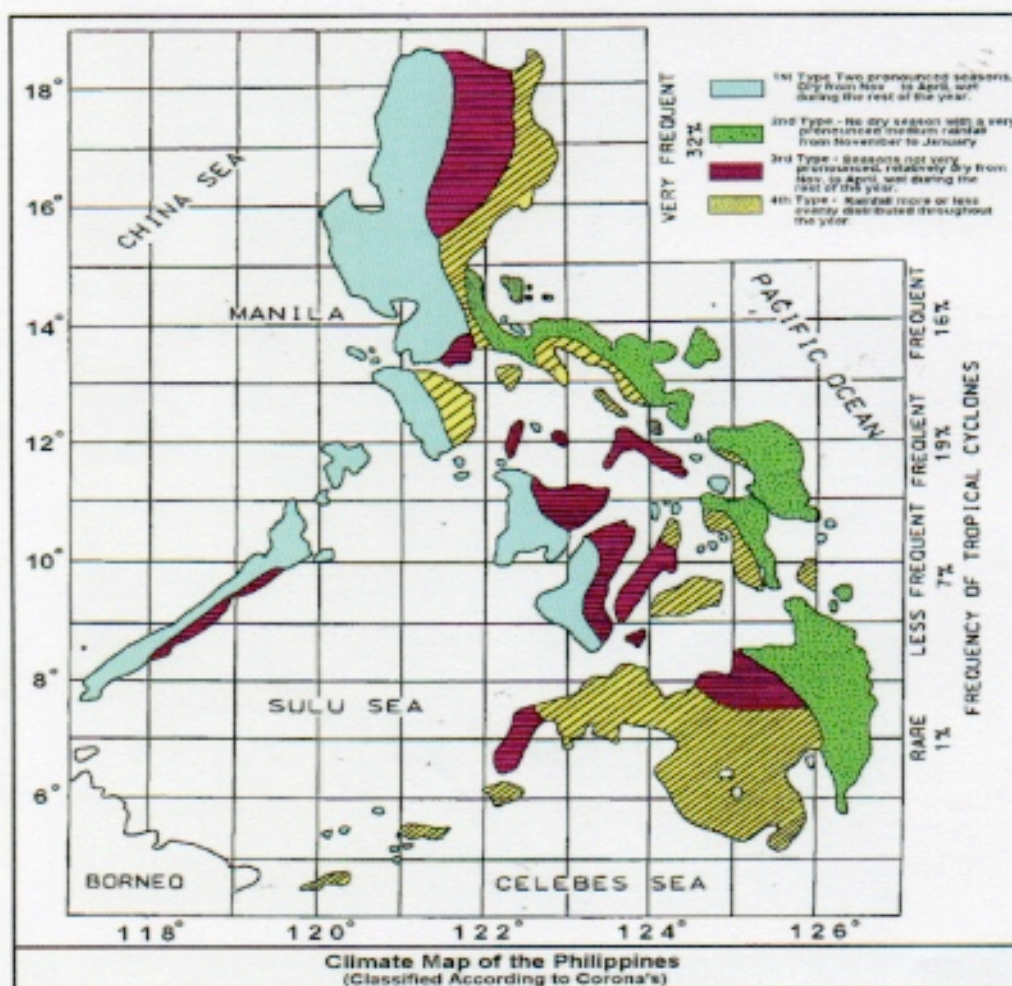 1st Type Two pronounced seasons,
Dry from Nov to April, wet
during the rest of the year.
2nd Type - No dry season with a very
pronounced medium rainfall
from November to January
3rd Type - Seasons not very
pronounced, relatively Dry from
Nov. to April, wet during the
rest of the year.
4th Type - Rainfall more or less
evenly distributed throughout
the year.
VERY FREQUENT
32%
FREQUENT
16%
FREQUENT
19%
LESS FREQUENT
7%
RARE
1%
FREQUENCY OF TROPICAL CYCLONES
18°
16°
14°
12°
10°
8°
6°
CHINA SEA
MANILA
PACIFIC OCEAN
SULU SEA
BORNEO
CELEBES SEA
118° 120° 122° 124° 126°
Climate Map of the Philippines
(Classified According to Corona's)